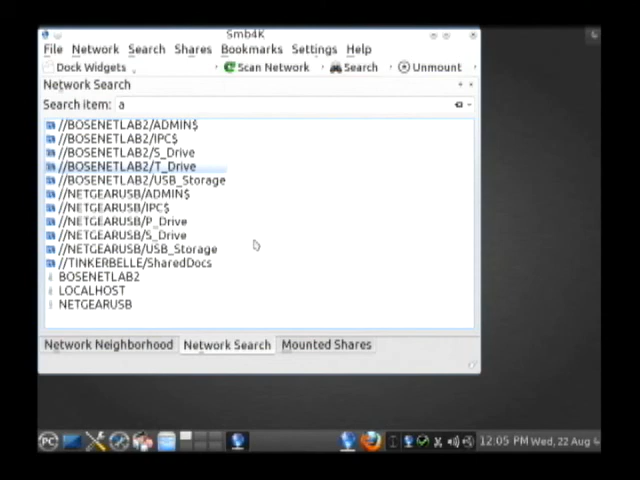 Smb4K
File Network Search Shares Bookmarks Settings Help
Dock Widgets Scan Network Search Unmount
Network Search
Search item: a
//BOSENETLAB2/ADMIN$
//BOSENETLAB2/IPC$
//BOSENETLAB2/S_Drive
//BOSENETLAB2/T_Drive
//BOSENETLAB2/USB_Storage
//NETGEARUSB/ADMIN$
//NETGEARUSB/IPC$
//NETGEARUSB/P_Drive
//NETGEARUSB/S_Drive
//NETGEARUSB/USB_Storage
//TINKERBELLE/SharedDocs
BOSENETLAB2
LOCALHOST
NETGEARUSB
Network Neighborhood Network Search Mounted Shares
PC 12:05 PM Wed, 22 Aug